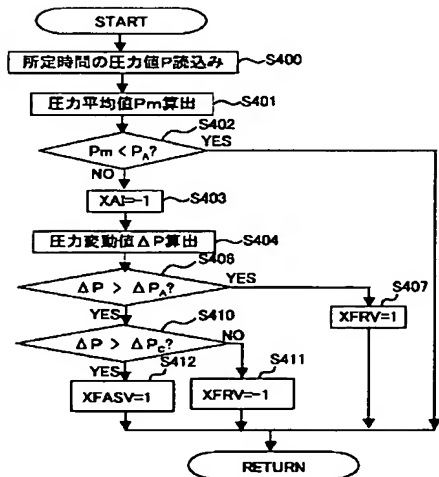 START
所定時間の圧力値P読込み
S400
圧力平均値Pm算出
S401
S402
Pm < PA?
YES
NO
XAI=-1
S403
圧力変動値ΔP算出
S404
S406
ΔP > ΔPA?
YES
S407
XFRV=1
YES
S410
ΔP > ΔPC?
NO
YES
S412
S411
XFASV=1
XFRV=-1
RETURN